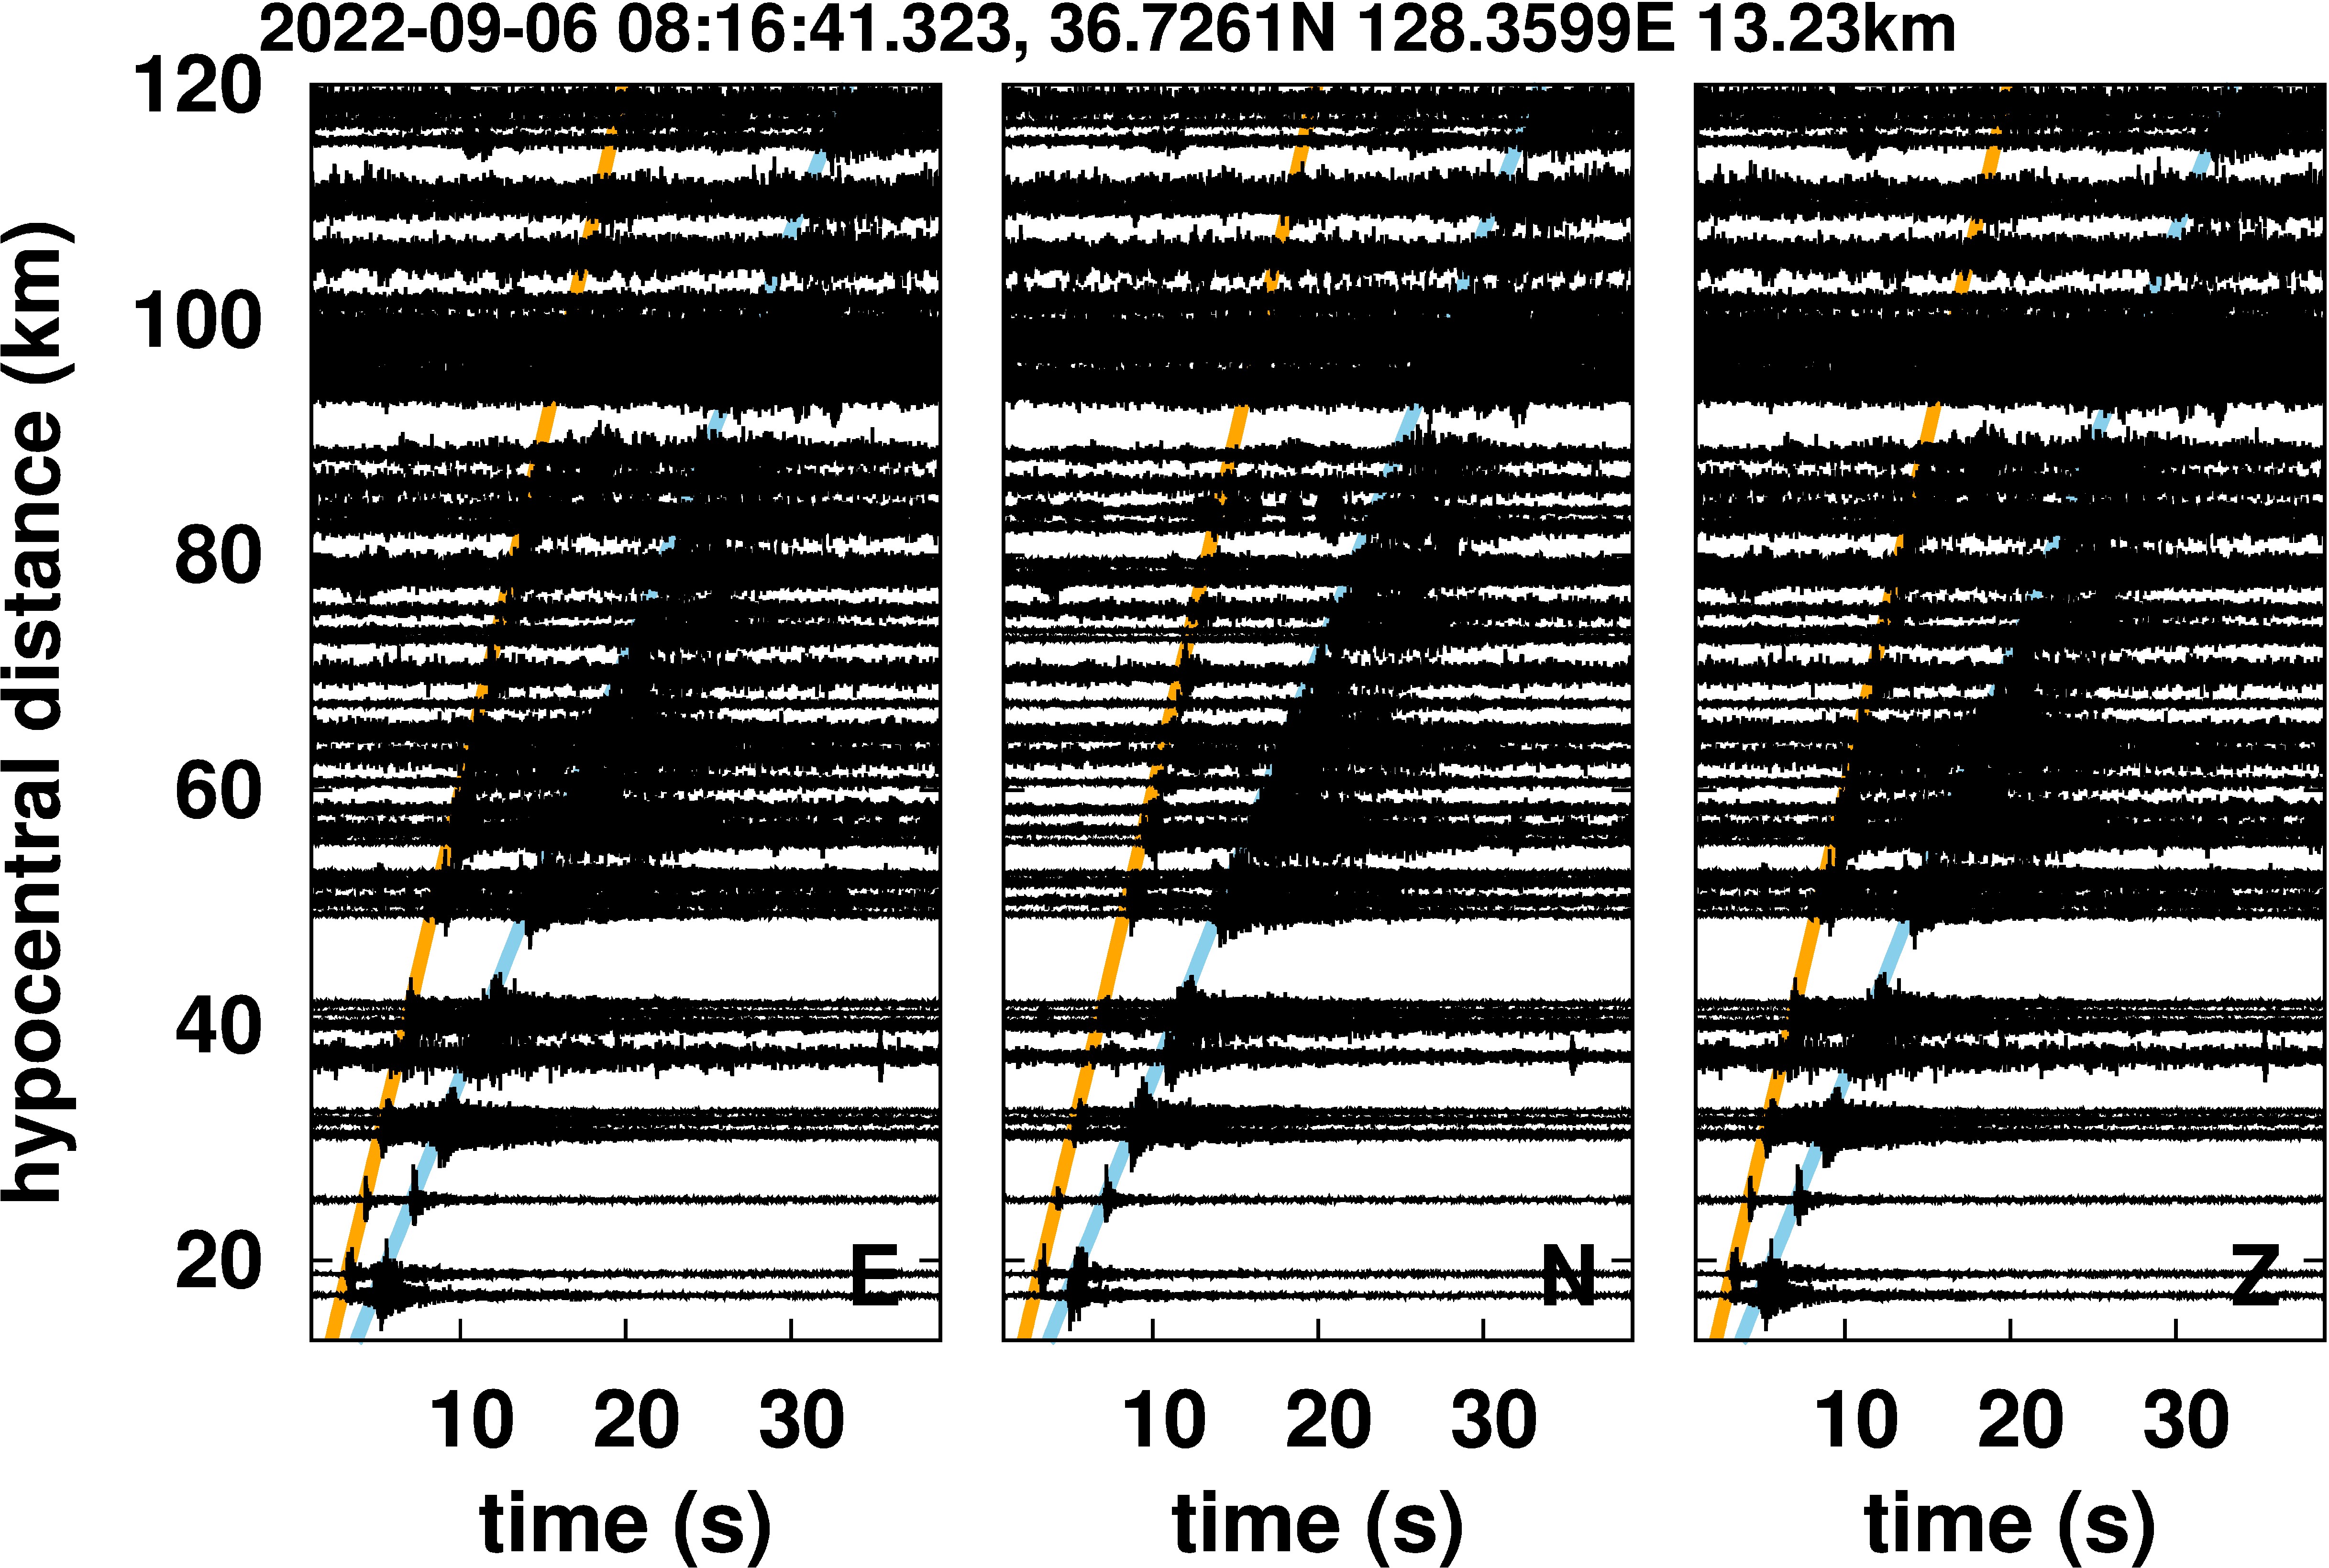 2022-09-06 08:16:41.323, 36.7261N 128.3599E 13.23km
hypocentral distance (km)
120
100
80
60
40
20
E
N
Z
10 20 30
10 20 30
10 20 30
time (s)
time (s)
time (s)